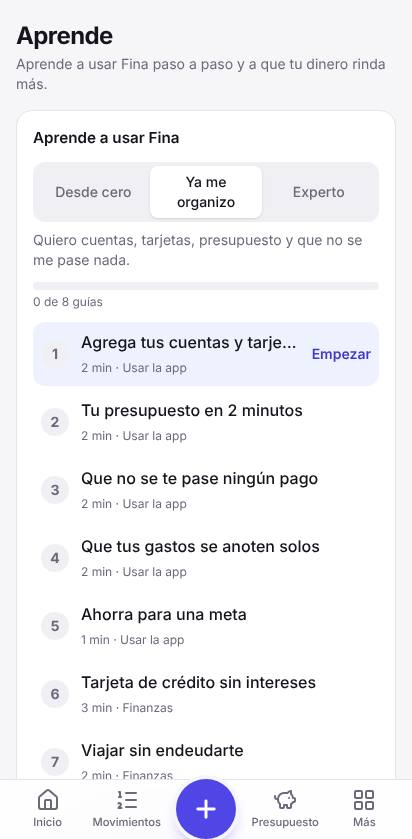 Aprende
Aprende a usar Fina paso a paso y a que tu dinero rinda
más.
Aprende a usar Fina
Desde cero
Ya me
organizo
Experto
Quiero cuentas, tarjetas, presupuesto y que no se
me pase nada.
0 de 8 guías
1
Agrega tus cuentas y tarje...
2 min · Usar la app
Empezar
2
Tu presupuesto en 2 minutos
2 min · Usar la app
3
Que no se te pase ningún pago
2 min · Usar la app
4
Que tus gastos se anoten solos
2 min · Usar la app
5
Ahorra para una meta
1 min · Usar la app
6
Tarjeta de crédito sin intereses
3 min · Finanzas
7
Viajar sin endeudarte
2 min · Finanzas
Inicio
Movimientos
Presupuesto
Más